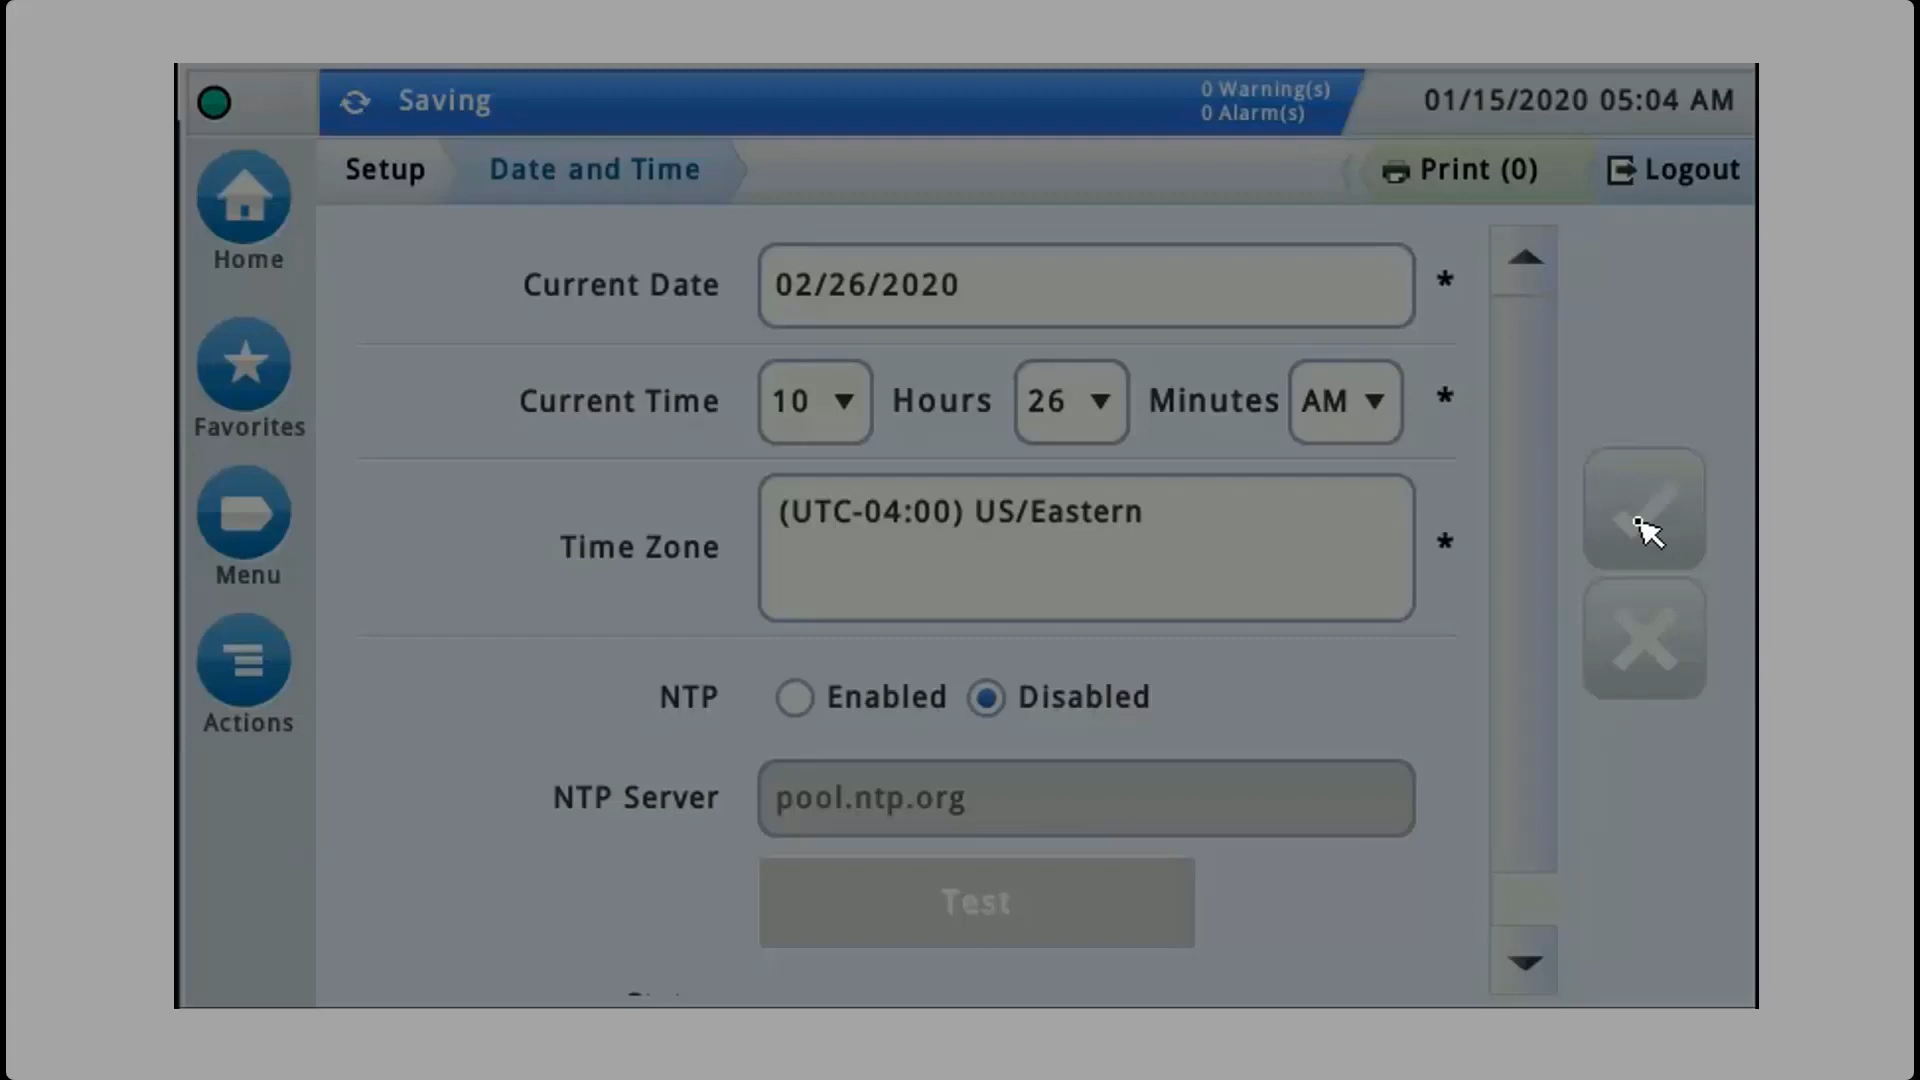 Saving
0 Warning(s)
0 Alarm(s)
01/15/2020 05:04 AM
Setup
Date and Time
Print (0)
Logout
Home
Favorites
Menu
Actions
Current Date 02/26/2020 *
Current Time 10 Hours 26 Minutes AM *
Time Zone (UTC-04:00) US/Eastern *
NTP Enabled Disabled
NTP Server pool.ntp.org
Test